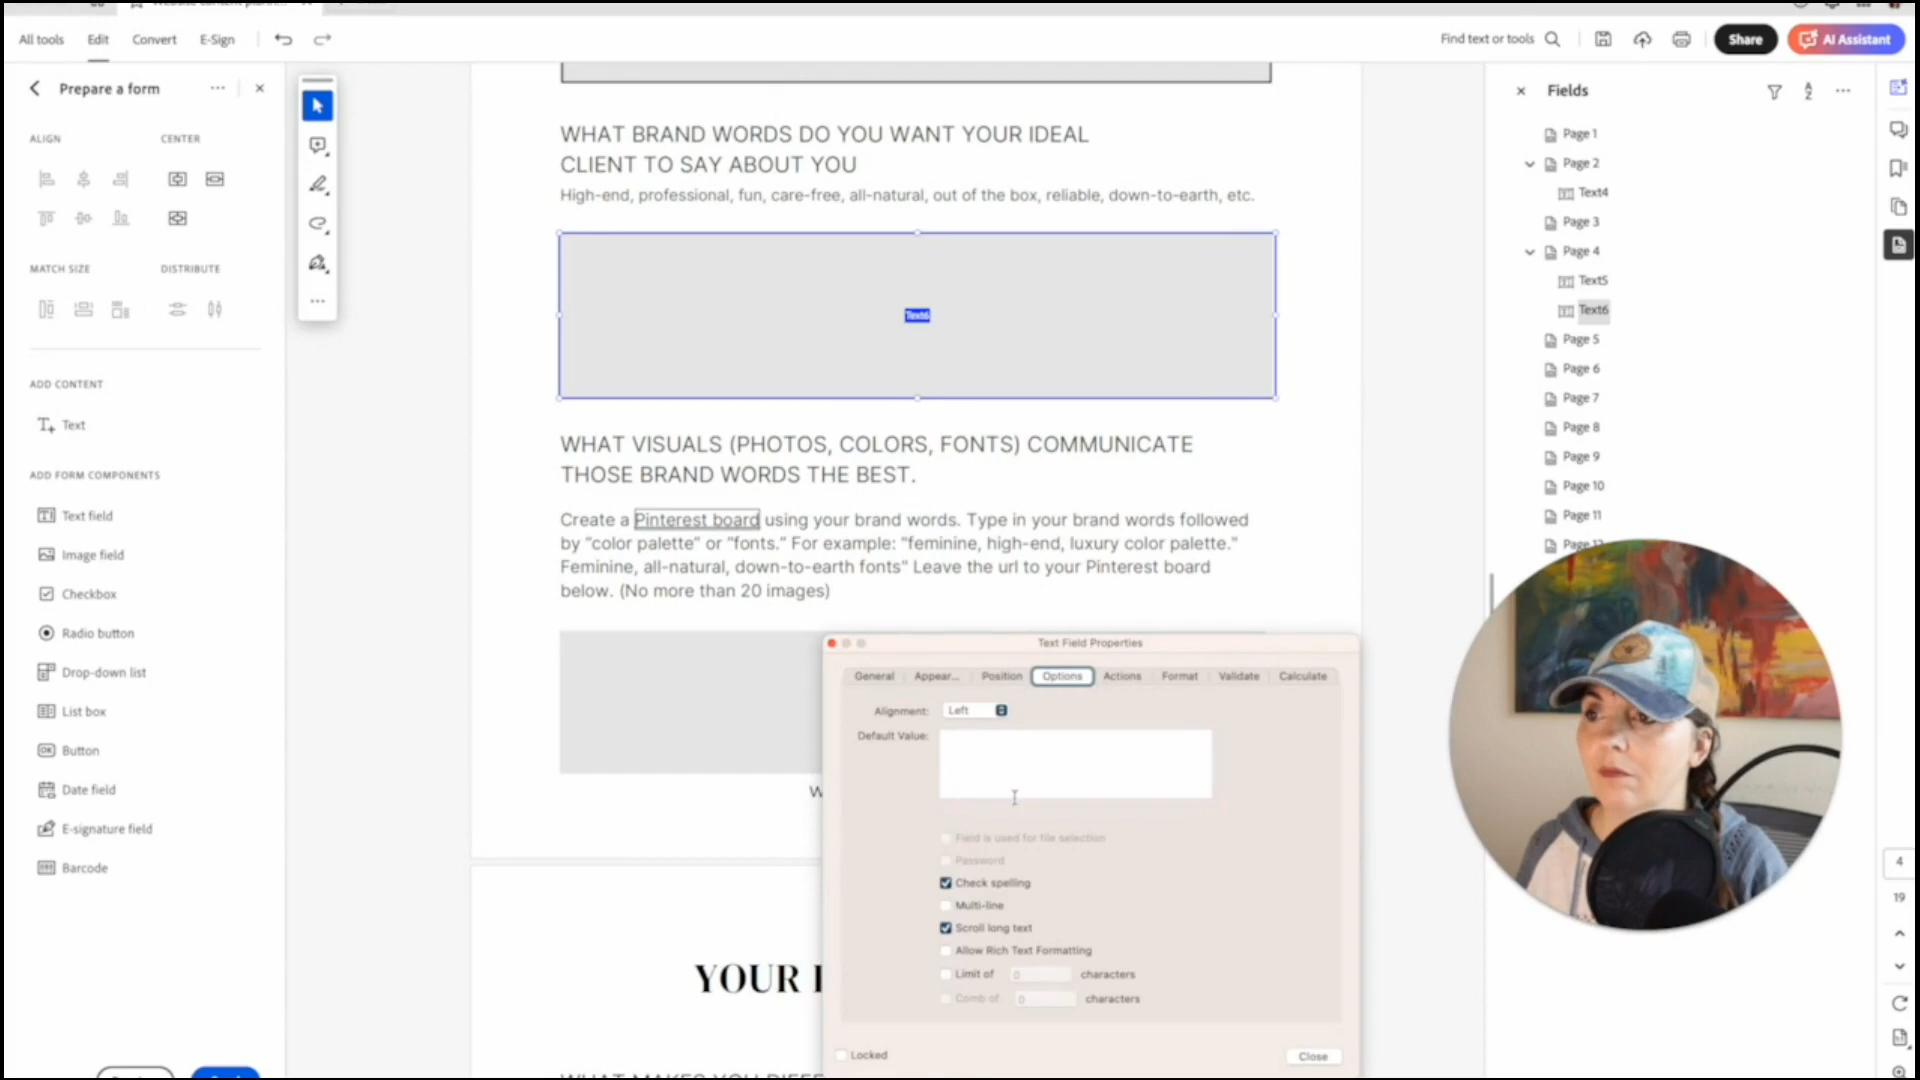 All tools
Edit
Convert
E-Sign
Find text or tools
Share
AI Assistant
Prepare a form
ALIGN
CENTER
MATCH SIZE
DISTRIBUTE
ADD CONTENT
Text
ADD FORM COMPONENTS
Text field
Image field
Checkbox
Radio button
Drop-down list
List box
Button
Date field
E-signature field
Barcode
WHAT BRAND WORDS DO YOU WANT YOUR IDEAL
CLIENT TO SAY ABOUT YOU
High-end, professional, fun, care-free, all-natural, out of the box, reliable, down-to-earth, etc.
Text6
WHAT VISUALS (PHOTOS, COLORS, FONTS) COMMUNICATE
THOSE BRAND WORDS THE BEST.
Create a Pinterest board using your brand words. Type in your brand words followed
by "color palette" or "fonts." For example: "feminine, high-end, luxury color palette."
Feminine, all-natural, down-to-earth fonts" Leave the url to your Pinterest board
below. (No more than 20 images)
YOUR
Text Field Properties
General
Appear...
Position
Options
Actions
Format
Validate
Calculate
Alignment: Left
Default Value:
Field is used for file selection
Password
Check spelling
Multi-line
Scroll long text
Allow Rich Text Formatting
Limit of 0 characters
Comb of 0 characters
Locked
Close
Fields
Page 1
Page 2
Text4
Page 3
Page 4
Text5
Text6
Page 5
Page 6
Page 7
Page 8
Page 9
Page 10
Page 11
4
19